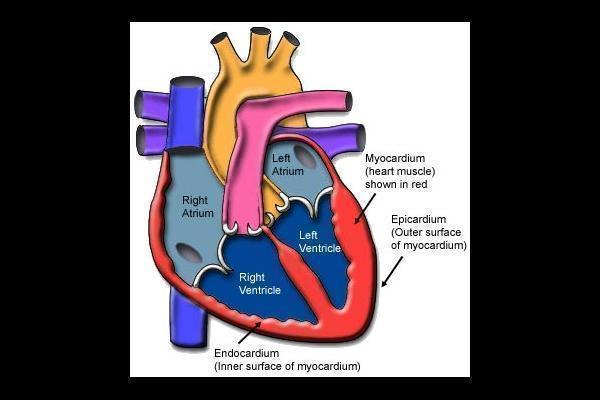 Left
Atrium
Myocardium
(heart muscle)
shown in red
Right
Atrium
Epicardium
(Outer surface
of myocardium)
Left
Ventricle
Right
Ventricle
Endocardium
(Inner surface of myocardium)